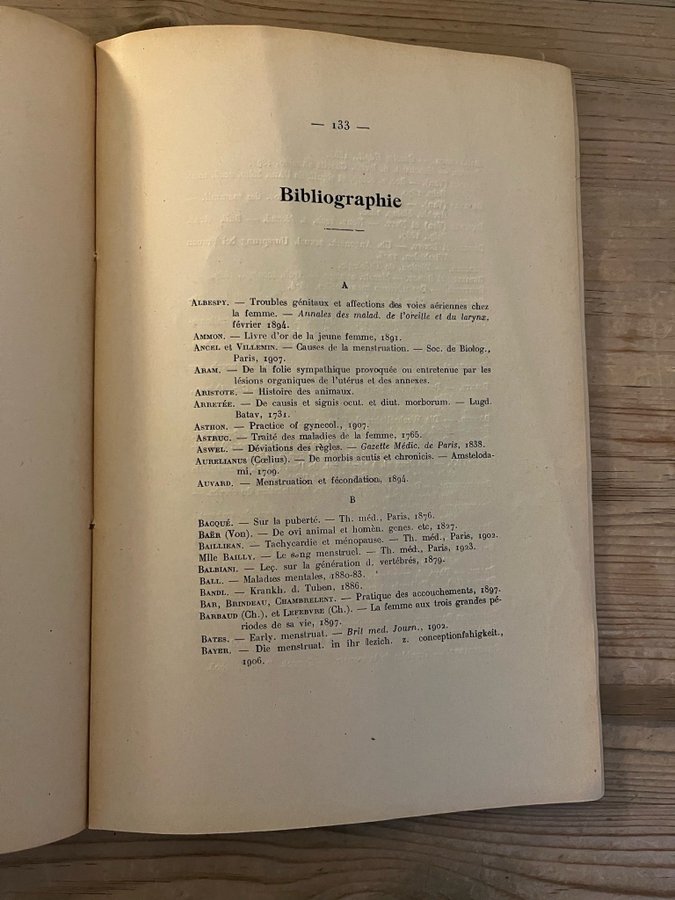 — 133 —
Bibliographie
A
ALBESPY. — Troubles génitaux et affections des voies aériennes chez
la femme. — Annales des malad. de l'oreille et du larynx,
février 1894.
AMMON. — Livre d'or de la jeune femme, 1891.
ANCEL et VILLEMIN. — Causes de la menstruation. — Soc. de Biolog.,
Paris, 1907.
ARAM. — De la folie sympathique provoquée ou entretenue par les
lésions organiques de l'utérus et des annexes.
ARISTOTE. — Histoire des animaux.
ARRETÉE. — De causis et signis ocut. et diut. morborum. — Lugd.
Batav, 1731.
ASTHON. — Practice of gynecol., 1907.
ASTRUC. — Traité des maladies de la femme, 1765.
ASWEL. — Déviations des règles. — Gazette Médic. de Paris, 1838.
AURELIANUS (Cœlius). — De morbis acutis et chronicis. — Amsteloda-
mi, 1709.
AUVARD. — Menstruation et fécondation, 1894.
B
BACQUÉ. — Sur la puberté. — Th. méd., Paris, 1876.
BAËR (Von). — De ovi animal et homèn. genes. etc, 1827.
BAILLIEAN. — Tachycardie et ménopause. — Th. méd., Paris, 1902.
Mlle BAILLY. — Le sang menstruel. — Th. méd., Paris, 1923.
BALBIANI. — Leç. sur la génération d. vertébrés, 1879.
BALL. — Maladies mentales, 1880-83.
BANDL. — Krankh. d. Tuben, 1886.
BAR, BRINDEAU, CHAMBRELENT. — Pratique des accouchements, 1897.
BARBAUD (Ch.), et LEFEBVRE (Ch.). — La femme aux trois grandes pé-
riodes de sa vie, 1897.
BATES. — Early. menstruat. — Brit med. Journ., 1902.
BAYER. — Die menstruat. in ihr z. conceptionfahigkeit.,
1906.